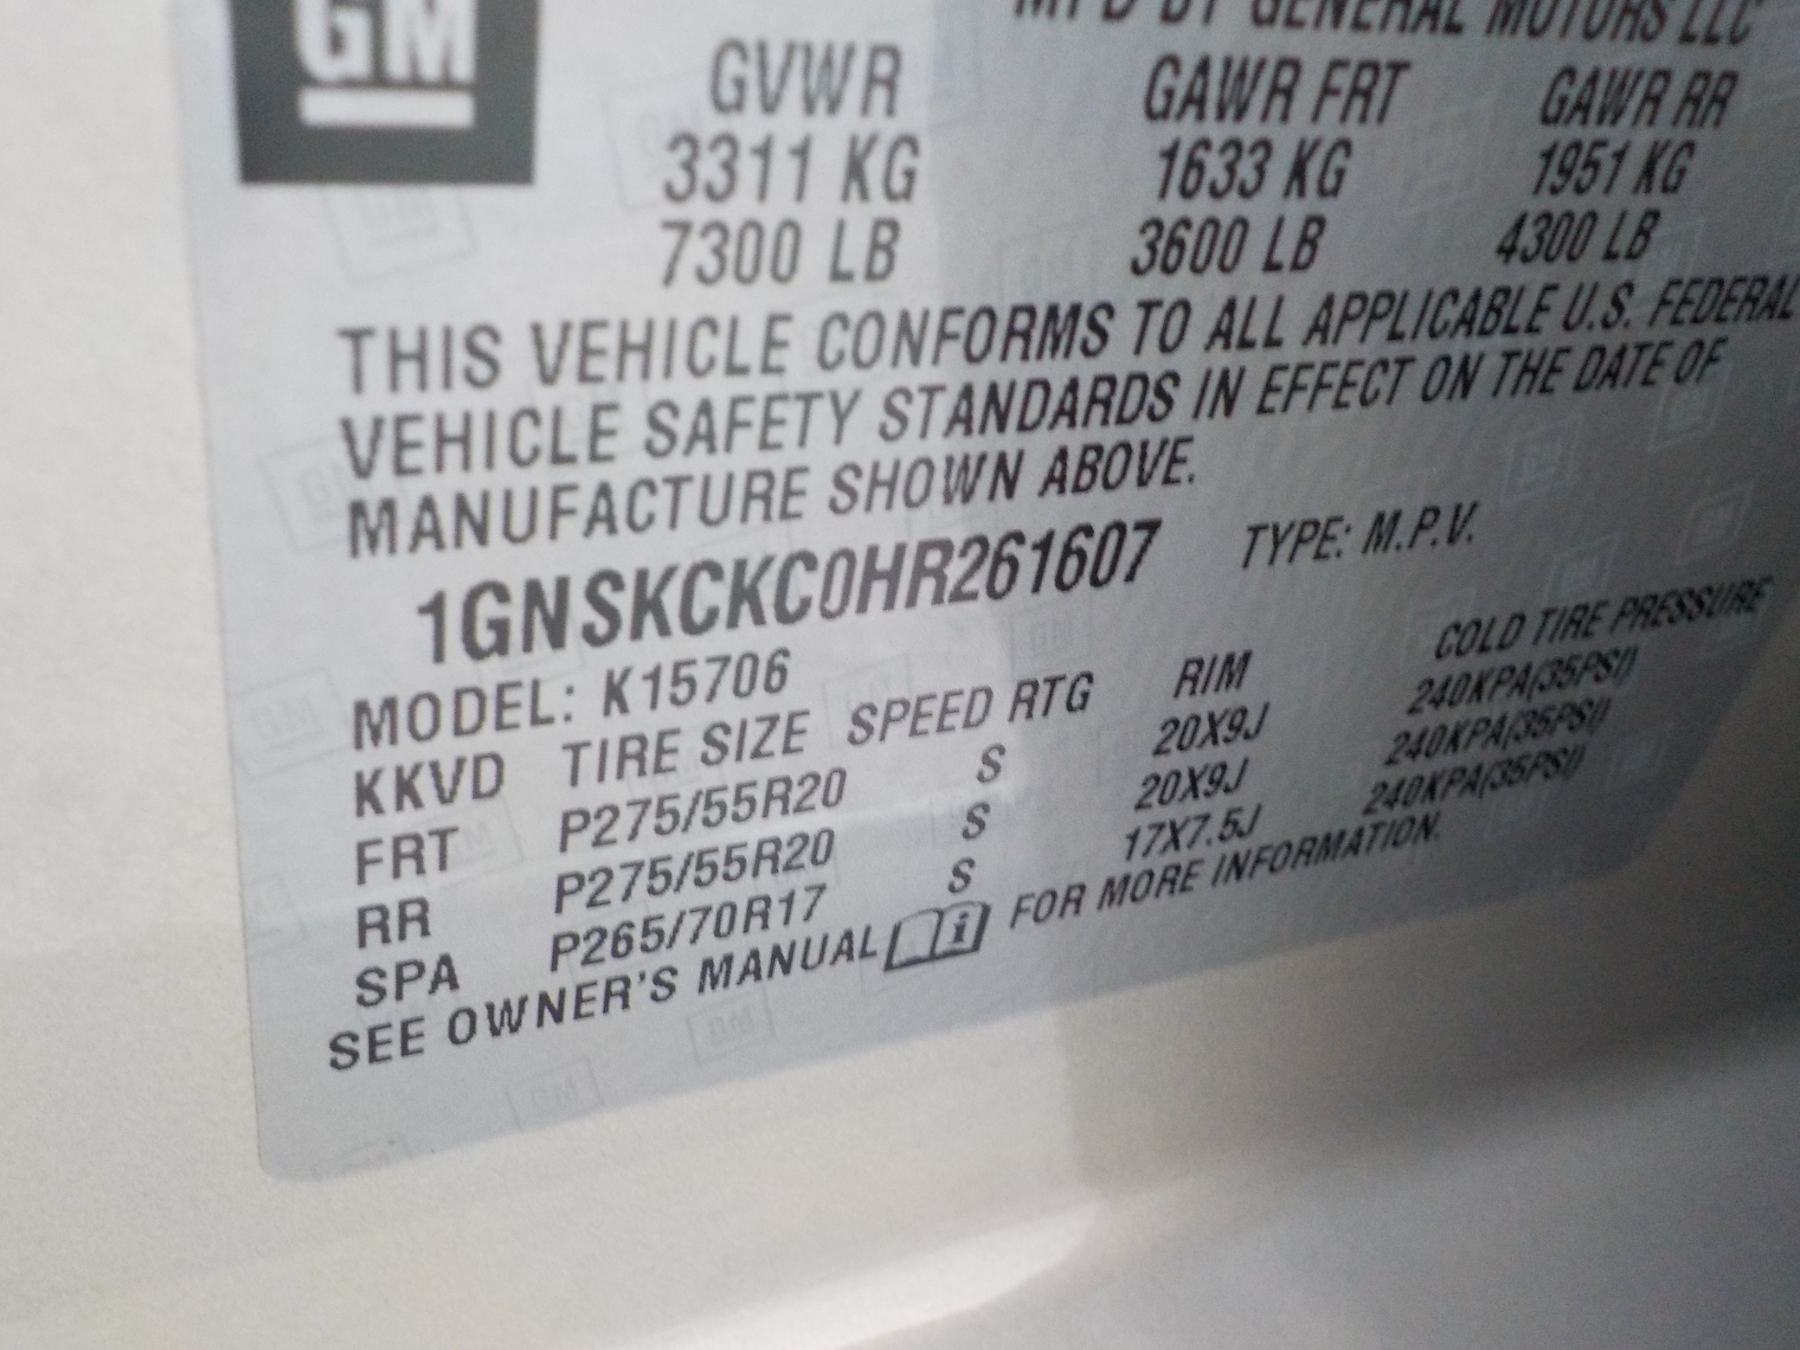 GM
MFD BY GENERAL MOTORS LLC
GVWR GAWR FRT GAWR RR
3311 KG 1633 KG 1951 KG
7300 LB 3600 LB 4300 LB
THIS VEHICLE CONFORMS TO ALL APPLICABLE U.S. FEDERAL
VEHICLE SAFETY STANDARDS IN EFFECT ON THE DATE OF
MANUFACTURE SHOWN ABOVE.
1GNSKCKC0HR261607 TYPE: M.P.V.
MODEL: K15706
KKVD TIRE SIZE SPEED RTG RIM COLD TIRE PRESSURE
FRT P275/55R20 S 20X9J 240KPA(35PSI)
RR P275/55R20 S 20X9J 240KPA(35PSI)
SPA P265/70R17 S 17X7.5J 240KPA(35PSI)
SEE OWNER'S MANUAL FOR MORE INFORMATION.